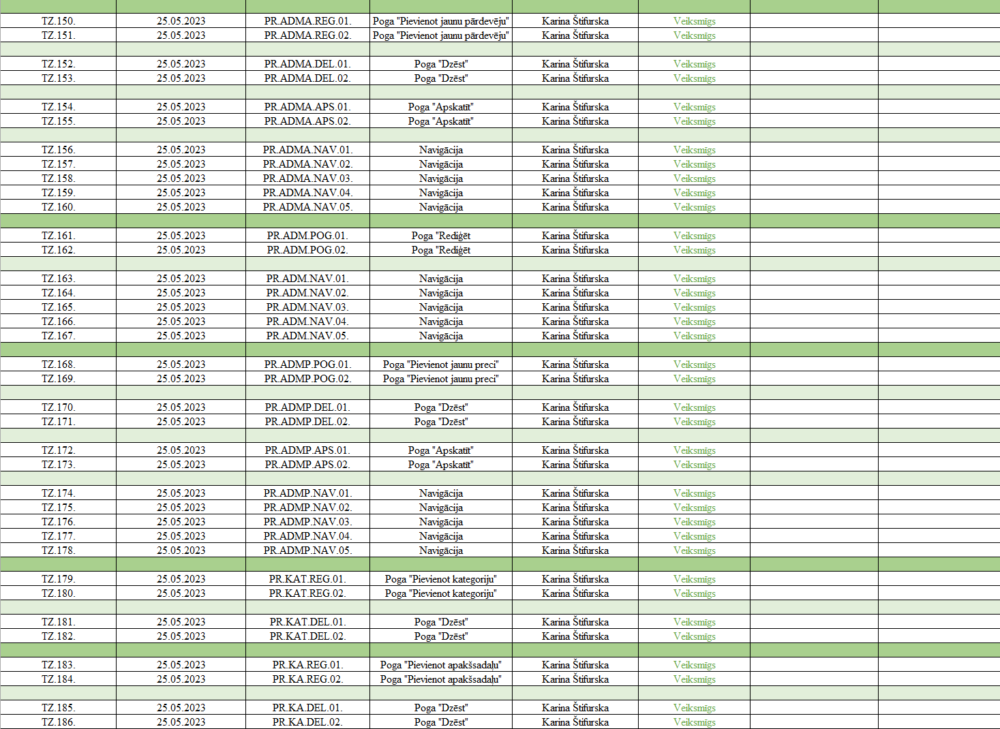 TZ.150. 25.05.2023 PR.ADMA.REG.01. Poga "Pievienot jaunu pārdevēju" Karina Štifurska Veiksmīgs
TZ.151. 25.05.2023 PR.ADMA.REG.02. Poga "Pievienot jaunu pārdevēju" Karina Štifurska Veiksmīgs
TZ.152. 25.05.2023 PR.ADMA.DEL.01. Poga "Dzēst" Karina Štifurska Veiksmīgs
TZ.153. 25.05.2023 PR.ADMA.DEL.02. Poga "Dzēst" Karina Štifurska Veiksmīgs
TZ.154. 25.05.2023 PR.ADMA.APS.01. Poga "Apskatīt" Karina Štifurska Veiksmīgs
TZ.155. 25.05.2023 PR.ADMA.APS.02. Poga "Apskatīt" Karina Štifurska Veiksmīgs
TZ.156. 25.05.2023 PR.ADMA.NAV.01. Navigācija Karina Štifurska Veiksmīgs
TZ.157. 25.05.2023 PR.ADMA.NAV.02. Navigācija Karina Štifurska Veiksmīgs
TZ.158. 25.05.2023 PR.ADMA.NAV.03. Navigācija Karina Štifurska Veiksmīgs
TZ.159. 25.05.2023 PR.ADMA.NAV.04. Navigācija Karina Štifurska Veiksmīgs
TZ.160. 25.05.2023 PR.ADMA.NAV.05. Navigācija Karina Štifurska Veiksmīgs
TZ.161. 25.05.2023 PR.ADM.POG.01. Poga "Rediģēt Karina Štifurska Veiksmīgs
TZ.162. 25.05.2023 PR.ADM.POG.02. Poga "Rediģēt Karina Štifurska Veiksmīgs
TZ.163. 25.05.2023 PR.ADM.NAV.01. Navigācija Karina Štifurska Veiksmīgs
TZ.164. 25.05.2023 PR.ADM.NAV.02. Navigācija Karina Štifurska Veiksmīgs
TZ.165. 25.05.2023 PR.ADM.NAV.03. Navigācija Karina Štifurska Veiksmīgs
TZ.166. 25.05.2023 PR.ADM.NAV.04. Navigācija Karina Štifurska Veiksmīgs
TZ.167. 25.05.2023 PR.ADM.NAV.05. Navigācija Karina Štifurska Veiksmīgs
TZ.168. 25.05.2023 PR.ADMP.POG.01. Poga "Pievienot jaunu preci" Karina Štifurska Veiksmīgs
TZ.169. 25.05.2023 PR.ADMP.POG.02. Poga "Pievienot jaunu preci" Karina Štifurska Veiksmīgs
TZ.170. 25.05.2023 PR.ADMP.DEL.01. Poga "Dzēst" Karina Štifurska Veiksmīgs
TZ.171. 25.05.2023 PR.ADMP.DEL.02. Poga "Dzēst" Karina Štifurska Veiksmīgs
TZ.172. 25.05.2023 PR.ADMP.APS.01. Poga "Apskatīt" Karina Štifurska Veiksmīgs
TZ.173. 25.05.2023 PR.ADMP.APS.02. Poga "Apskatīt" Karina Štifurska Veiksmīgs
TZ.174. 25.05.2023 PR.ADMP.NAV.01. Navigācija Karina Štifurska Veiksmīgs
TZ.175. 25.05.2023 PR.ADMP.NAV.02. Navigācija Karina Štifurska Veiksmīgs
TZ.176. 25.05.2023 PR.ADMP.NAV.03. Navigācija Karina Štifurska Veiksmīgs
TZ.177. 25.05.2023 PR.ADMP.NAV.04. Navigācija Karina Štifurska Veiksmīgs
TZ.178. 25.05.2023 PR.ADMP.NAV.05. Navigācija Karina Štifurska Veiksmīgs
TZ.179. 25.05.2023 PR.KAT.REG.01. Poga "Pievienot kategoriju" Karina Štifurska Veiksmīgs
TZ.180. 25.05.2023 PR.KAT.REG.02. Poga "Pievienot kategoriju" Karina Štifurska Veiksmīgs
TZ.181. 25.05.2023 PR.KAT.DEL.01. Poga "Dzēst" Karina Štifurska Veiksmīgs
TZ.182. 25.05.2023 PR.KAT.DEL.02. Poga "Dzēst" Karina Štifurska Veiksmīgs
TZ.183. 25.05.2023 PR.KA.REG.01. Poga "Pievienot apakšsadaļu" Karina Štifurska Veiksmīgs
TZ.184. 25.05.2023 PR.KA.REG.02. Poga "Pievienot apakšsadaļu" Karina Štifurska Veiksmīgs
TZ.185. 25.05.2023 PR.KA.DEL.01. Poga "Dzēst" Karina Štifurska Veiksmīgs
TZ.186. 25.05.2023 PR.KA.DEL.02. Poga "Dzēst" Karina Štifurska Veiksmīgs